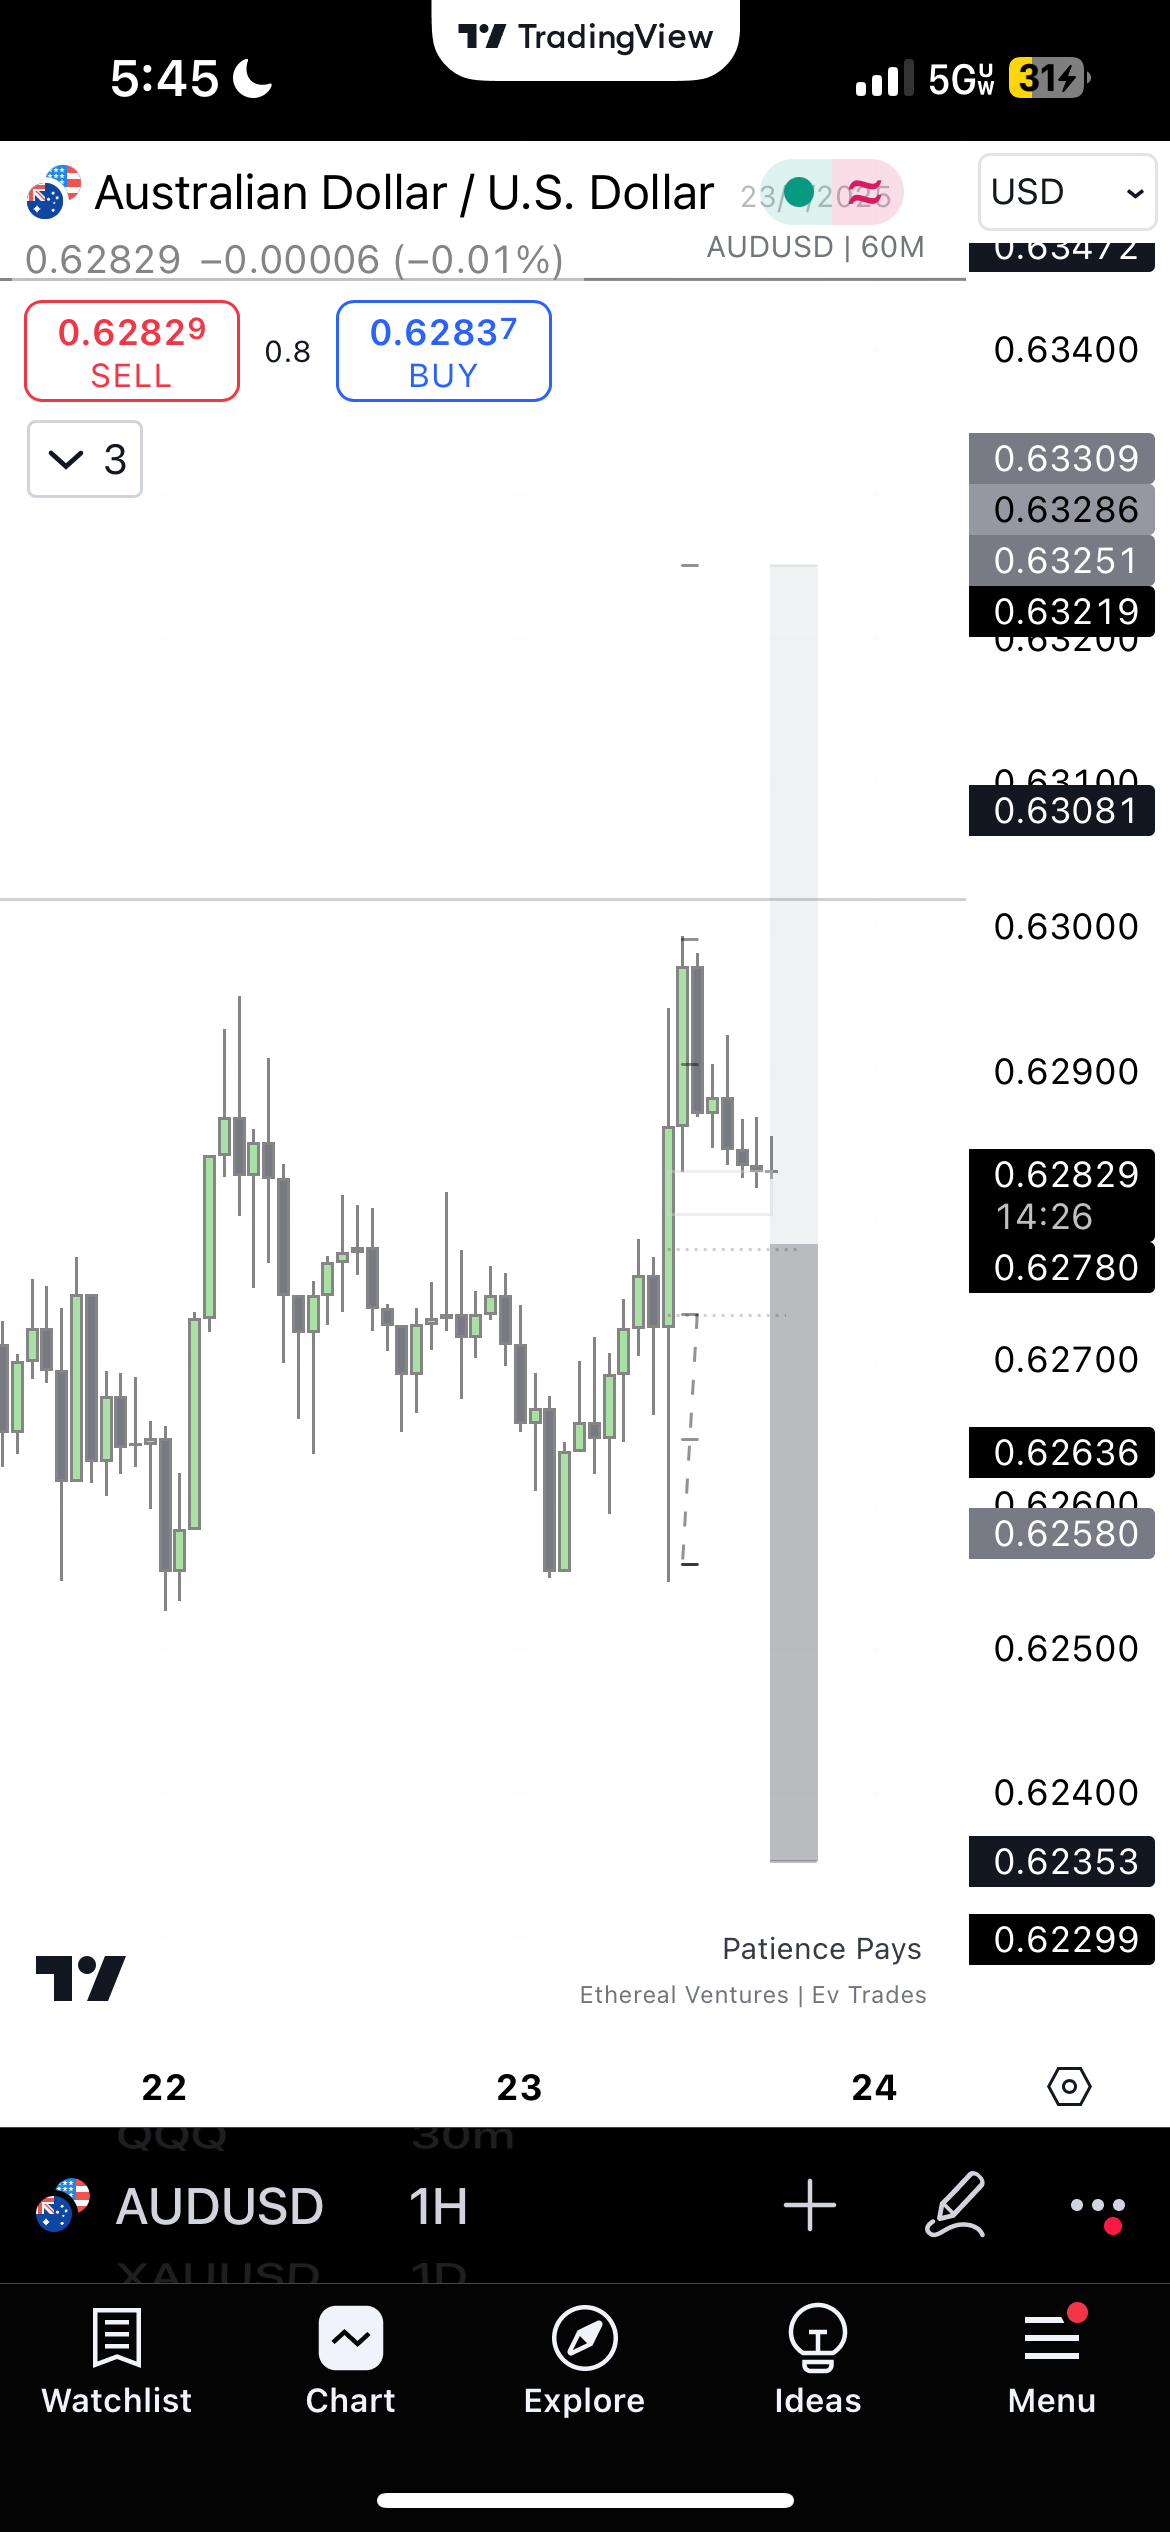 TradingView
5:45
5G UW
31
Australian Dollar / U.S. Dollar
USD
0.62829 −0.00006 (−0.01%)
AUDUSD | 60M
0.63472
0.62829
SELL
0.8
0.62837
BUY
0.63400
3
0.63309
0.63286
0.63251
0.63219
0.63200
0.63100
0.63081
0.63000
0.62900
0.62829
14:26
0.62780
0.62700
0.62636
0.62600
0.62580
0.62500
0.62400
0.62353
0.62299
Patience Pays
Ethereal Ventures | Ev Trades
22
23
24
QQQ
30m
AUDUSD
1H
XAUUSD
1D
Watchlist
Chart
Explore
Ideas
Menu